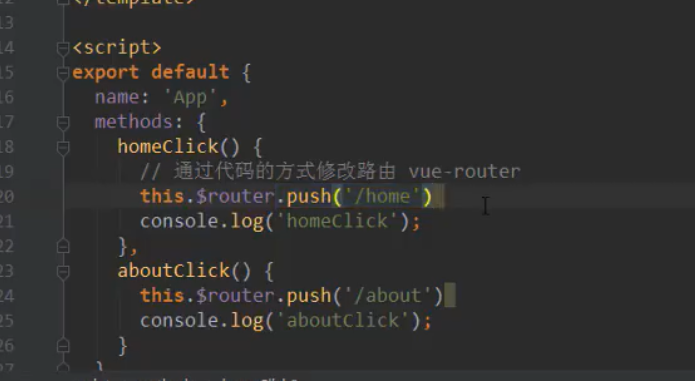 12 </template>
13
14 <script>
15 export default {
16 name: 'App',
17 methods: {
18 homeClick() {
19 // 通过代码的方式修改路由 vue-router
20 this.$router.push('/home')
21 console.log('homeClick');
22 },
23 aboutClick() {
24 this.$router.push('/about')
25 console.log('aboutClick');
26 }
27 }